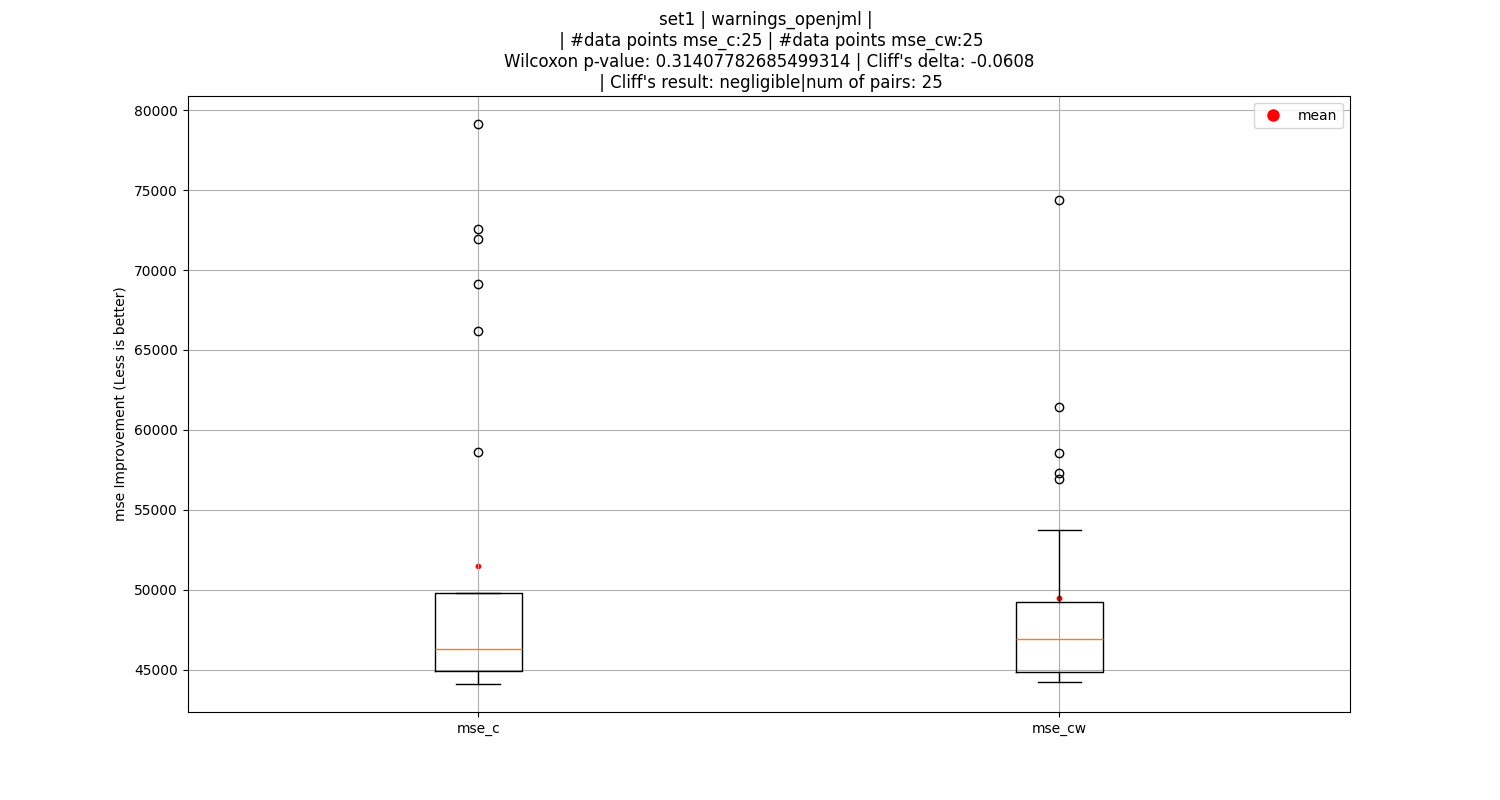 set1 | warnings_openjml |
| #data points mse_c:25 | #data points mse_cw:25
Wilcoxon p-value: 0.31407782685499314 | Cliff's delta: -0.0608
| Cliff's result: negligible|num of pairs: 25
mean
80000
75000
70000
65000
60000
55000
50000
45000
mse Improvement (Less is better)
mse_c
mse_cw